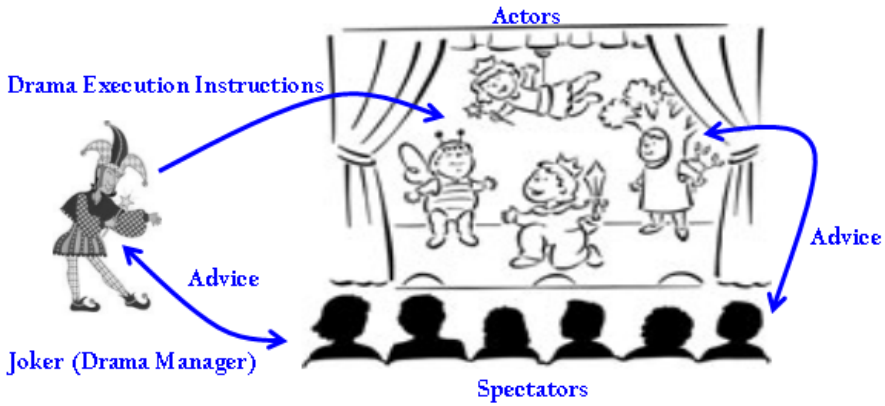 Actors
Drama Execution Instructions
Advice
Advice
Joker (Drama Manager)
Spectators